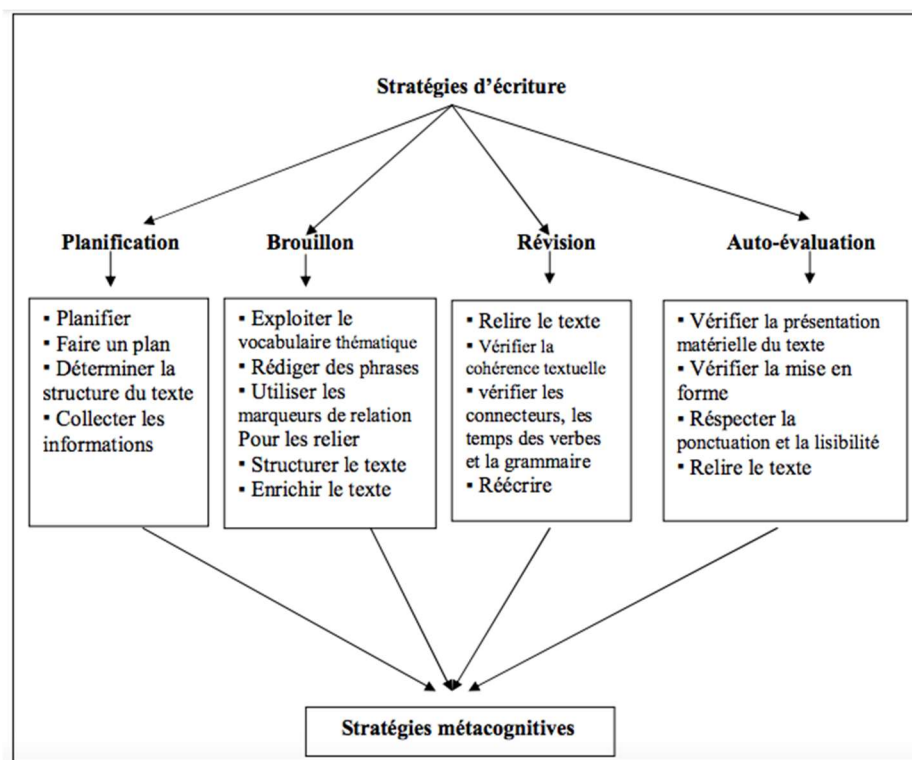 Stratégies d'écriture
Planification
Brouillon
Révision
Auto-évaluation
▪ Planifier
▪ Faire un plan
▪ Déterminer la
structure du texte
▪ Collecter les
informations
▪ Exploiter le
vocabulaire thématique
▪ Rédiger des phrases
▪ Utiliser les
marqueurs de relation
Pour les relier
▪ Structurer le texte
▪ Enrichir le texte
▪ Relire le texte
▪ Vérifier la
cohérence textuelle
▪ vérifier les
connecteurs, les
temps des verbes
et la grammaire
▪ Réécrire
▪ Vérifier la présentation
matérielle du texte
▪ Vérifier la mise en
forme
▪ Réspecter la
ponctuation et la lisibilité
▪ Relire le texte
Stratégies métacognitives